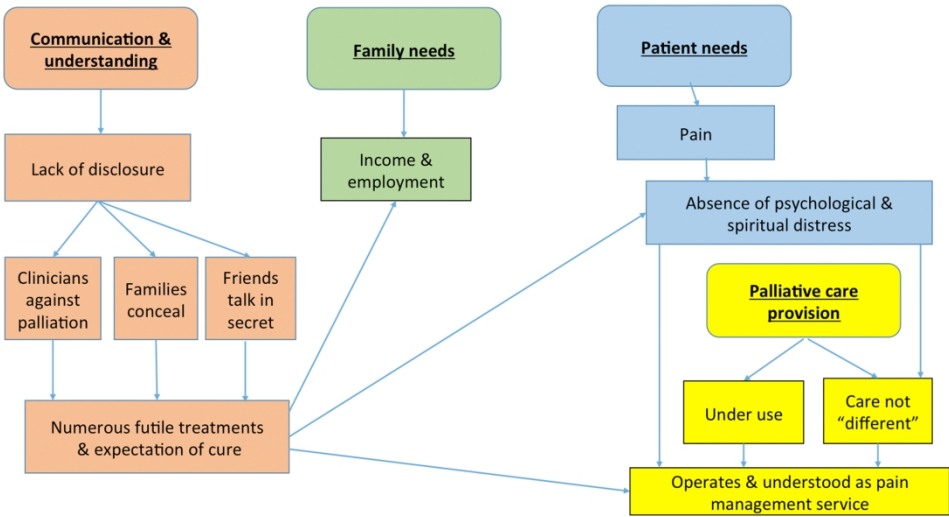 Communication &
understanding
Family needs
Patient needs
Pain
Lack of disclosure
Income &
employment
Absence of psychological &
spiritual distress
Clinicians
against
palliation
Families
conceal
Friends
talk in
secret
Palliative care
provision
Under use
Care not
“different”
Numerous futile treatments
& expectation of cure
Operates & understood as pain
management service